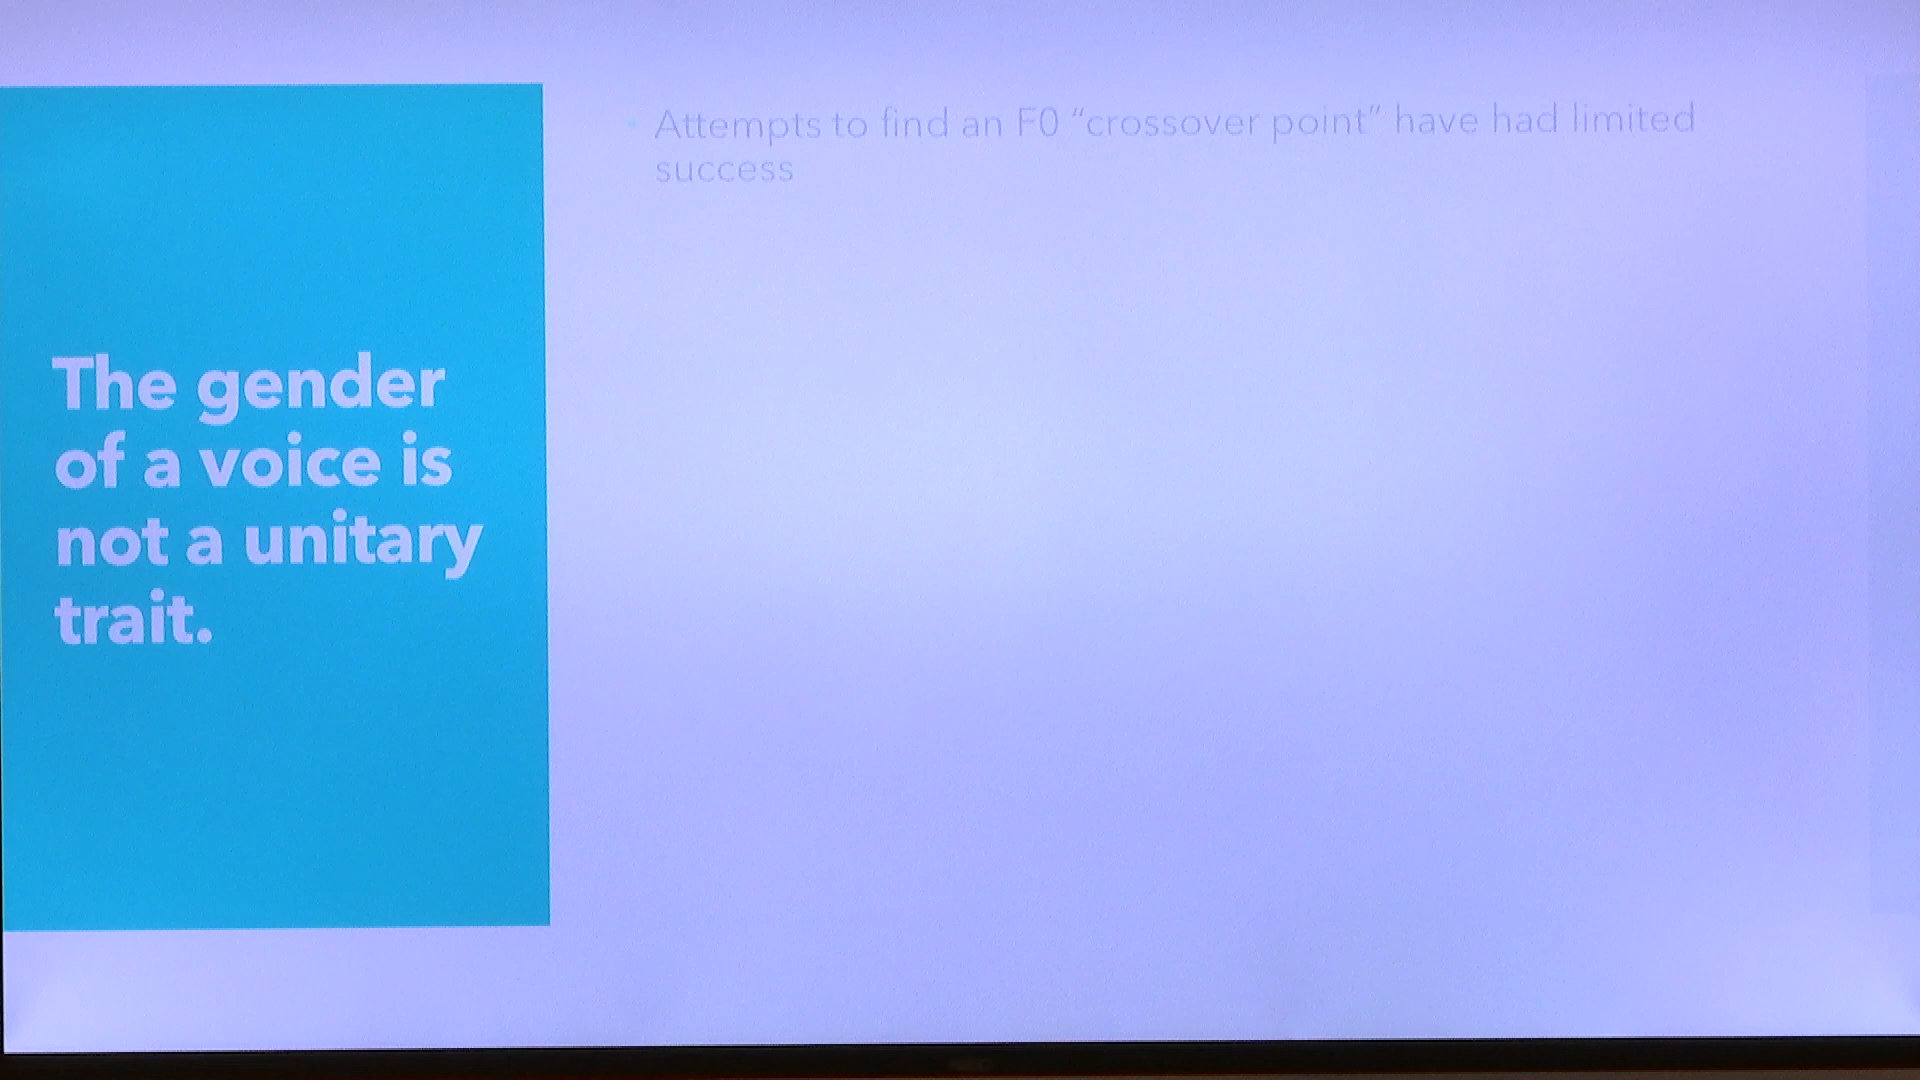 The gender
of a voice is
not a unitary
trait.
Attempts to find an F0 “crossover point” have had limited
success